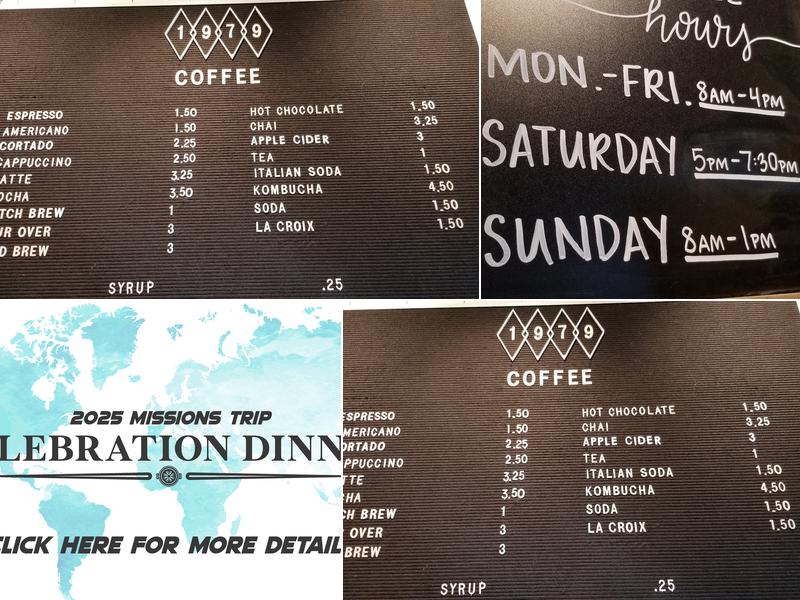 1979
COFFEE
ESPRESSO 1.50 HOT CHOCOLATE 1.50
AMERICANO 1.50 CHAI 3.25
CORTADO 2.25 APPLE CIDER 3
CAPPUCCINO 2.50 TEA 1
ATTE 3.25 ITALIAN SODA 1.50
OCHA 3.50 KOMBUCHA 4.50
TCH BREW 1 SODA 1.50
UR OVER 3 LA CROIX 1.50
D BREW 3
SYRUP .25
hours
MON.-FRI. 8AM-4PM
SATURDAY 5PM-7:30PM
SUNDAY 8AM-1PM
2025 MISSIONS TRIP
LEBRATION DINN
CLICK HERE FOR MORE DETAIL
1979
COFFEE
ESPRESSO 1.50 HOT CHOCOLATE 1.50
MERICANO 1.50 CHAI 3.25
ORTADO 2.25 APPLE CIDER 3
PPUCCINO 2.50 TEA 1
TTE 3.25 ITALIAN SODA 1.50
CHA 3.50 KOMBUCHA 4.50
CH BREW 1 SODA 1.50
OVER 3 LA CROIX 1.50
BREW 3
SYRUP .25